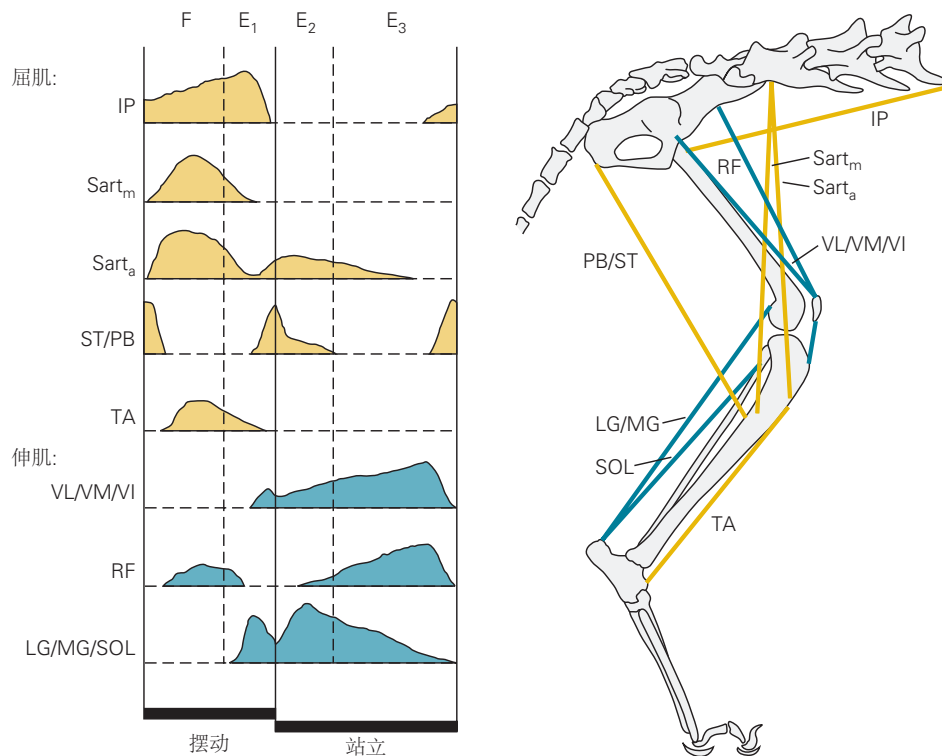 F E₁ E₂ E₃
屈肌:
IP
Sartₘ
Sartₐ
ST/PB
TA
伸肌:
VL/VM/VI
RF
LG/MG/SOL
摆动 站立
IP
RF
Sartₘ
Sartₐ
VL/VM/VI
PB/ST
LG/MG
SOL
TA